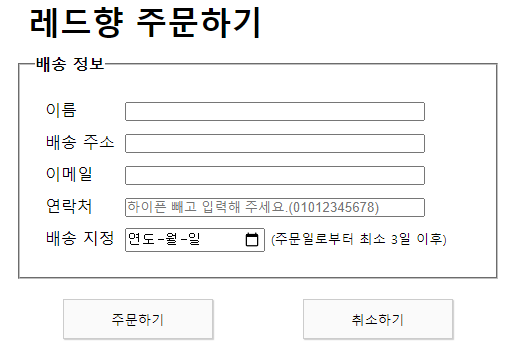 레드향 주문하기
배송 정보
이름
배송 주소
이메일
연락처 하이픈 빼고 입력해 주세요.(01012345678)
배송 지정 연도-월-일 (주문일로부터 최소 3일 이후)
주문하기 취소하기